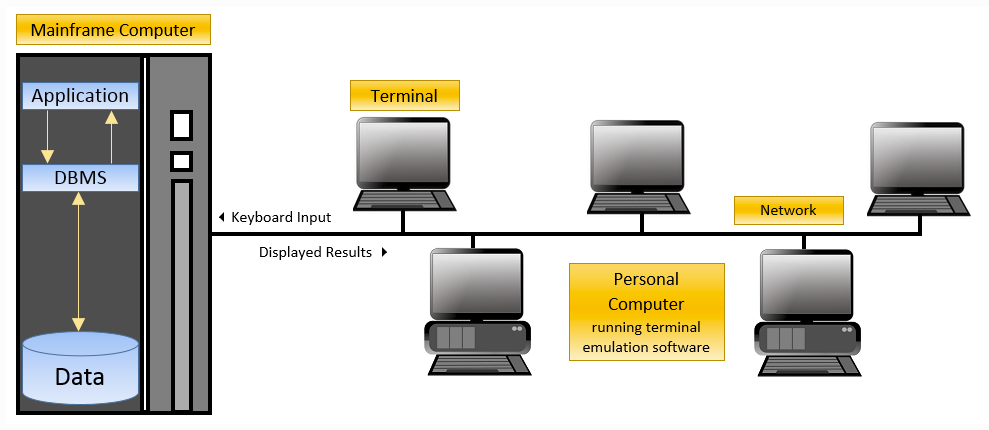 Mainframe Computer
Application
DBMS
Data
Terminal
Keyboard Input
Displayed Results
Network
Personal
Computer
running terminal
emulation software